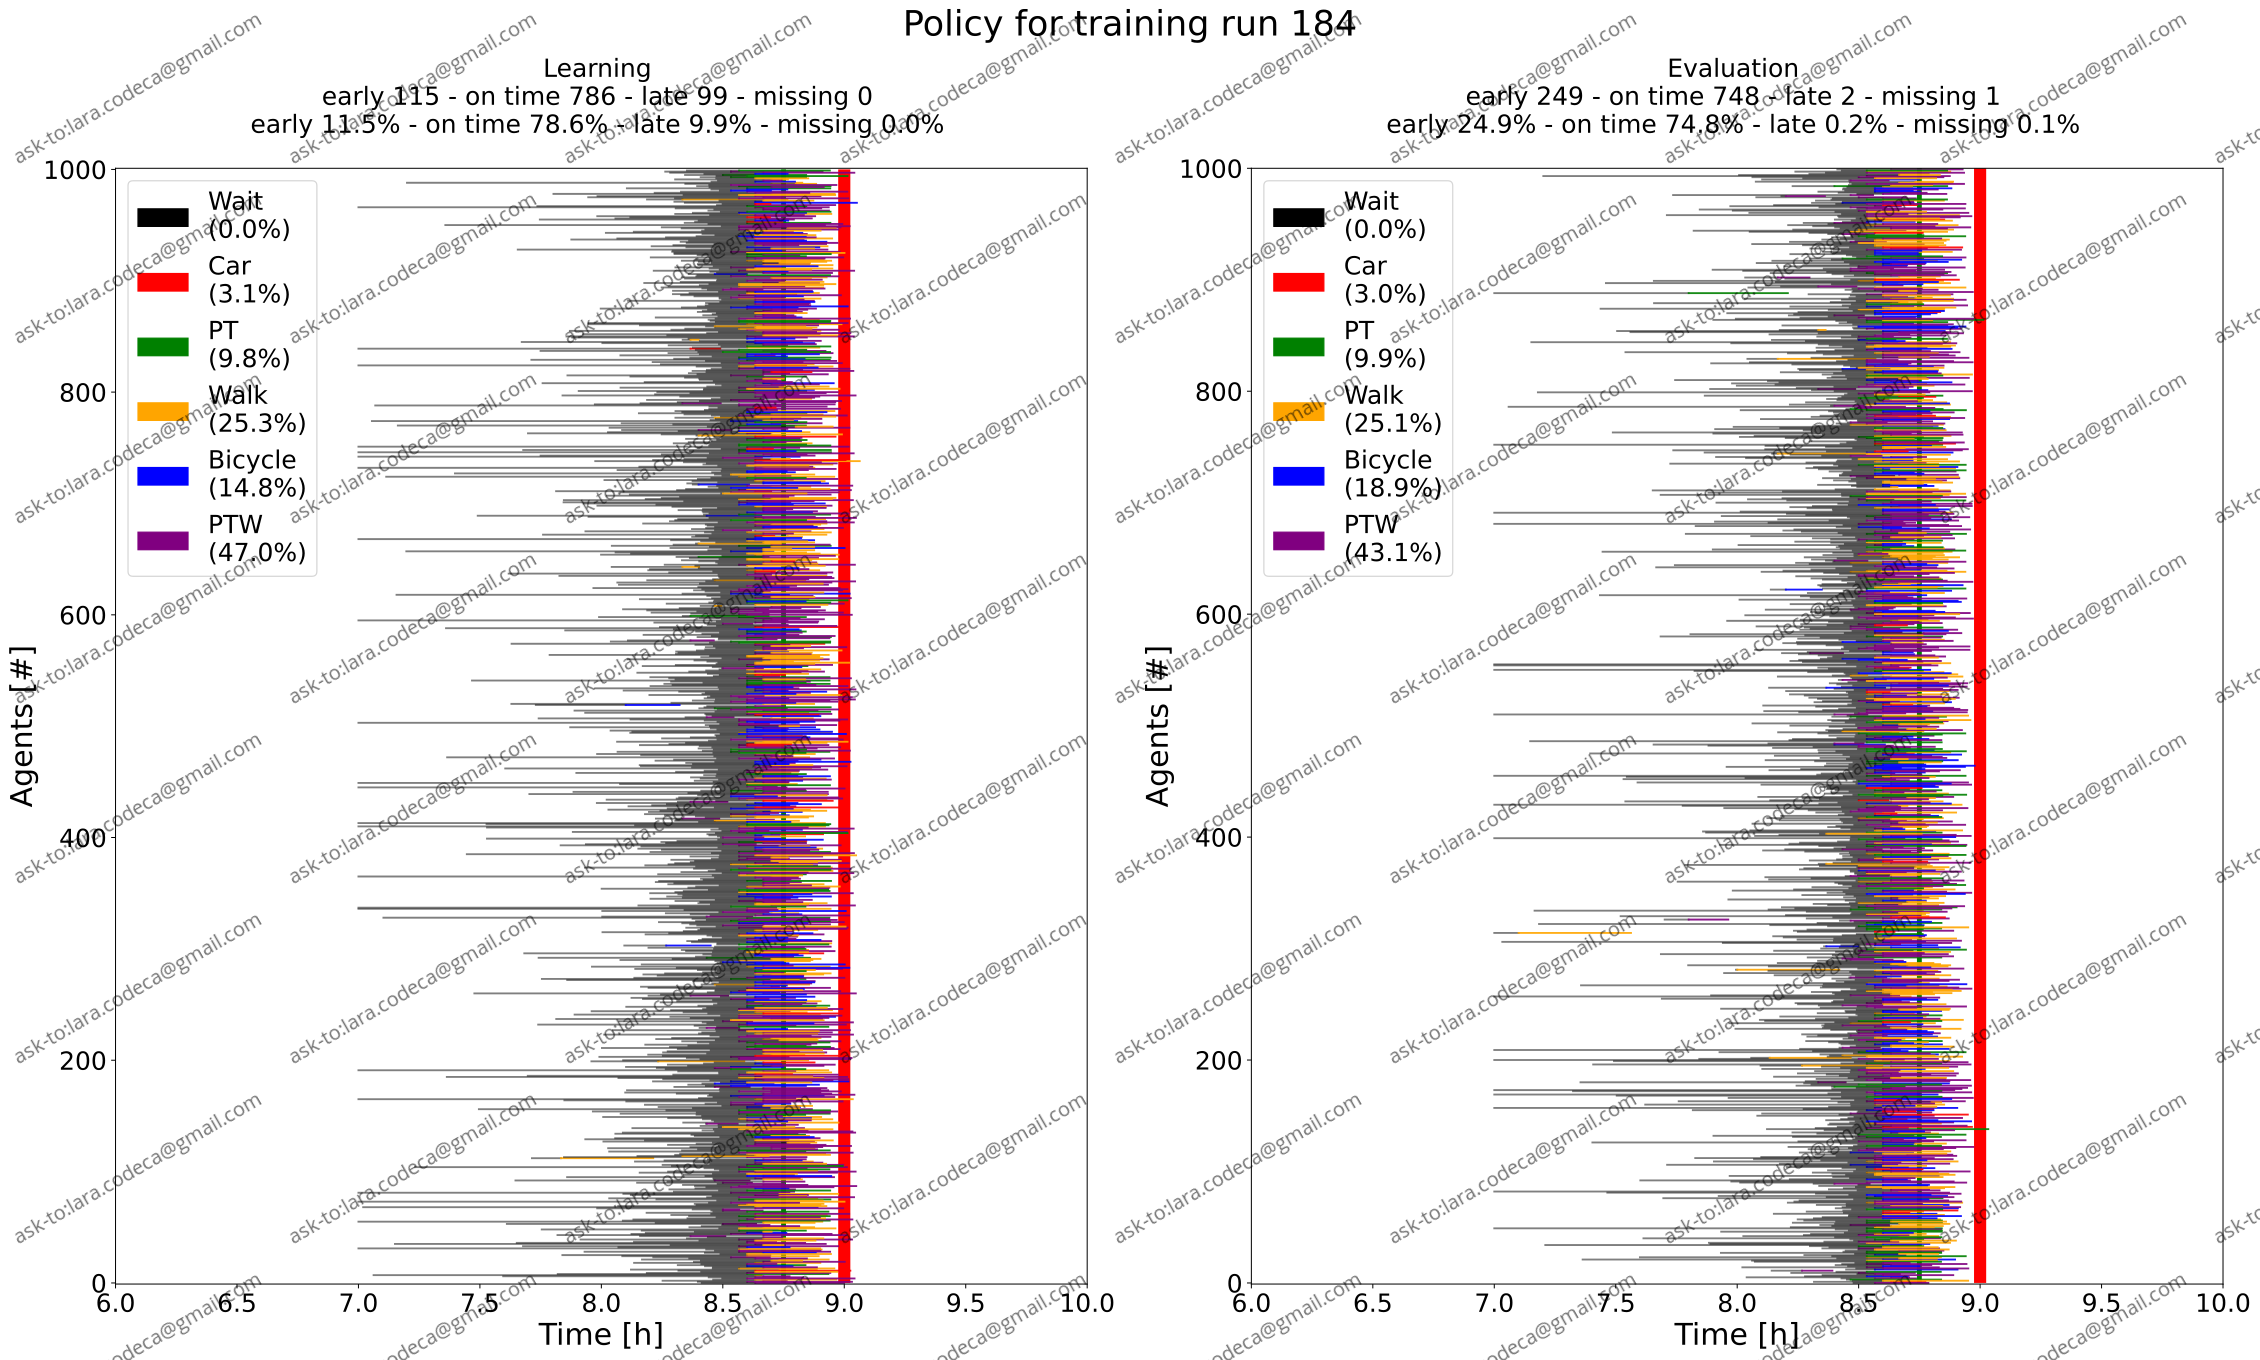 Policy for training run 184
Learning
early 115 - on time 786 - late 99 - missing 0
early 11.5% - on time 78.6% - late 9.9% - missing 0.0%
1000
800
600
400
200
0
Agents [#]
Wait
(0.0%)
Car
(3.1%)
PT
(9.8%)
Walk
(25.3%)
Bicycle
(14.8%)
PTW
(47.0%)
6.0 6.5 7.0 7.5 8.0 8.5 9.0 9.5 10.0
Time [h]
Evaluation
early 249 - on time 748 - late 2 - missing 1
early 24.9% - on time 74.8% - late 0.2% - missing 0.1%
1000
800
600
400
200
0
Agents [#]
Wait
(0.0%)
Car
(3.0%)
PT
(9.9%)
Walk
(25.1%)
Bicycle
(18.9%)
PTW
(43.1%)
6.0 6.5 7.0 7.5 8.0 8.5 9.0 9.5 10.0
Time [h]
ask-to:lara.codeca@gmail.com